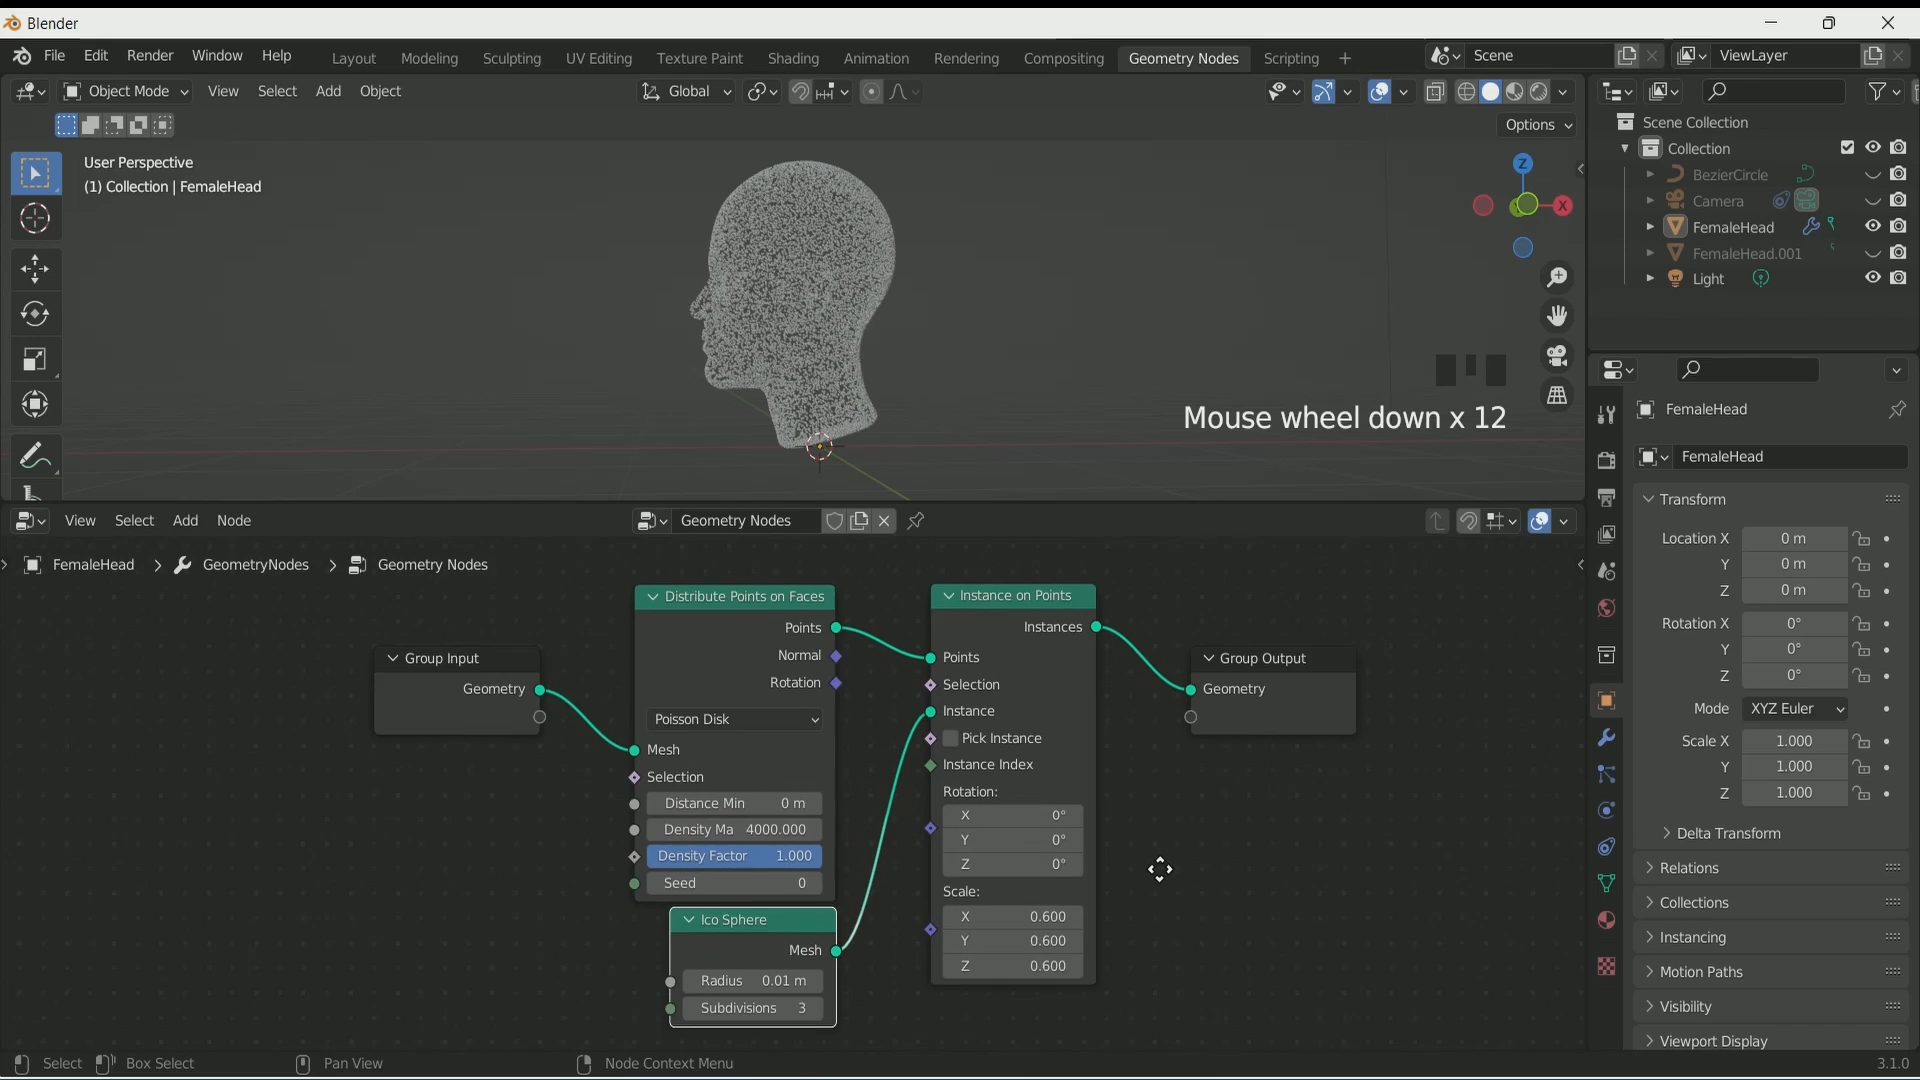 Blender
File Edit Render Window Help Layout Modeling Sculpting UV Editing Texture Paint Shading Animation Rendering Compositing Geometry Nodes Scripting + Scene ViewLayer
Object Mode View Select Add Object Global
Options
User Perspective
(1) Collection | FemaleHead
Z
X
Mouse wheel down x 12
Scene Collection
Collection
BezierCircle
Camera
FemaleHead
FemaleHead.001
Light
View Select Add Node Geometry Nodes
FemaleHead > GeometryNodes > Geometry Nodes
Group Input
Geometry
Distribute Points on Faces
Points
Normal
Rotation
Poisson Disk
Mesh
Selection
Distance Min 0 m
Density Ma 4000.000
Density Factor 1.000
Seed 0
Ico Sphere
Mesh
Radius 0.01 m
Subdivisions 3
Instance on Points
Instances
Points
Selection
Instance
Pick Instance
Instance Index
Rotation:
X 0°
Y 0°
Z 0°
Scale:
X 0.600
Y 0.600
Z 0.600
Group Output
Geometry
FemaleHead
FemaleHead
Transform
Location X 0 m
Y 0 m
Z 0 m
Rotation X 0°
Y 0°
Z 0°
Mode XYZ Euler
Scale X 1.000
Y 1.000
Z 1.000
Delta Transform
Relations
Collections
Instancing
Motion Paths
Visibility
Viewport Display
Select Box Select Pan View Node Context Menu 3.1.0